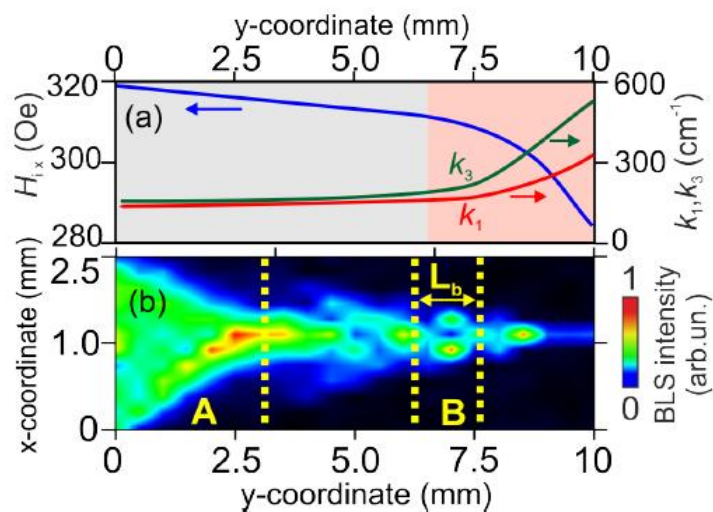 y-coordinate (mm)
0 2.5 5.0 7.5 10
320 (a) 600
H i x (Oe)
300 k₃ 300
k₁, k₃ (cm⁻¹)
k₁
280 0
2.5 (b) L_b 1
x-coordinate (mm)
1.0
BLS intensity
(arb.un.)
0 A B 0
0 2.5 5.0 7.5 10
y-coordinate (mm)